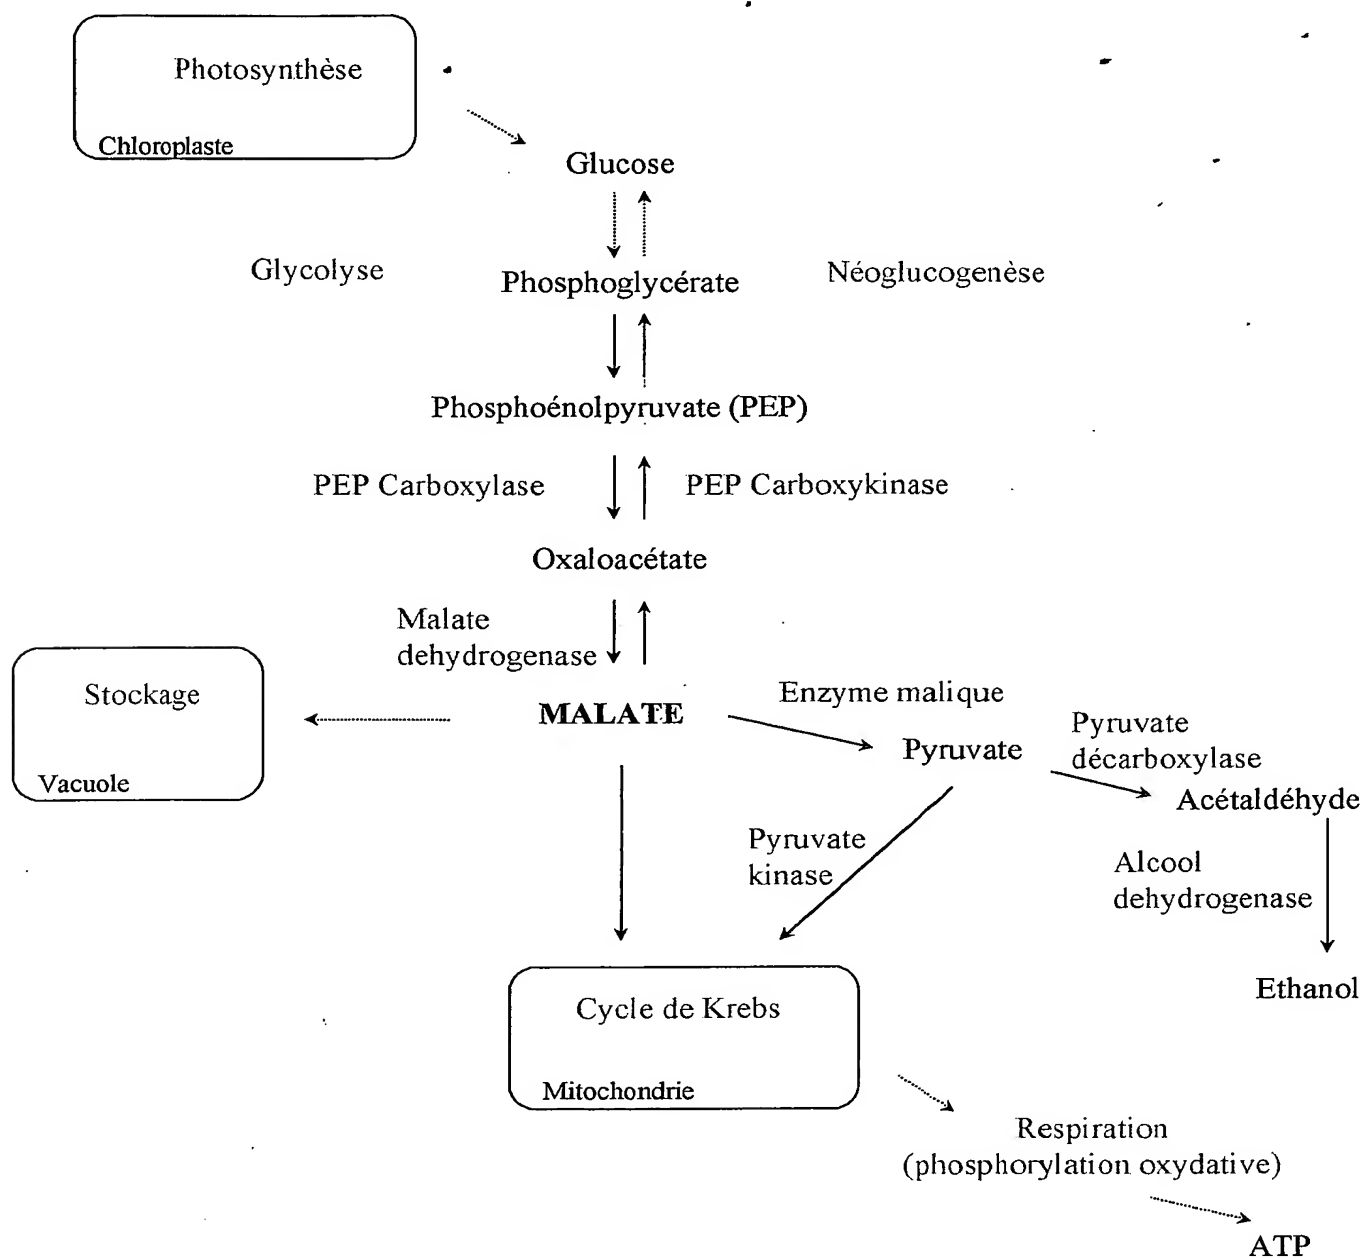 Photosynthèse
Chloroplaste
Glucose
Glycolyse
Phosphoglycérate
Néoglucogenèse
Phosphoénolpyruvate (PEP)
PEP Carboxylase
PEP Carboxykinase
Oxaloacétate
Malate
dehydrogenase
Stockage
Vacuole
MALATE
Enzyme malique
Pyruvate
Pyruvate
décarboxylase
Acétaldéhyde
Pyruvate
kinase
Alcool
dehydrogenase
Ethanol
Cycle de Krebs
Mitochondrie
Respiration
(phosphorylation oxydative)
ATP